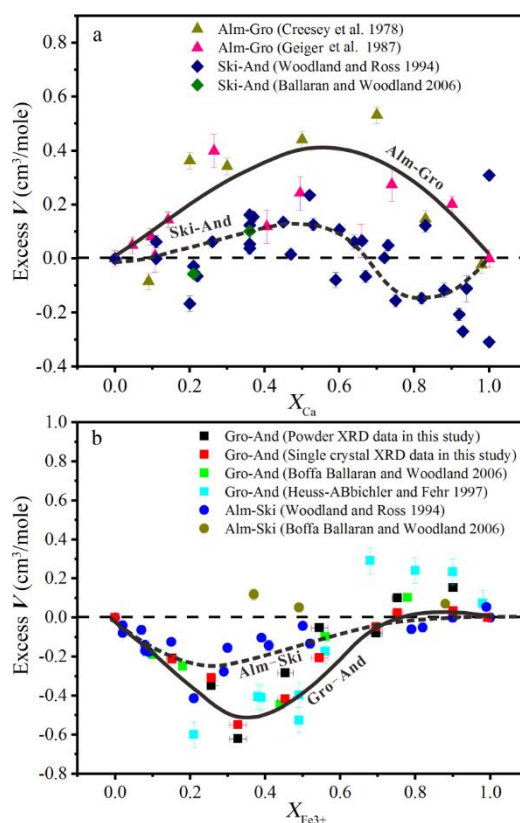 a
Alm-Gro (Creesey et al. 1978)
Alm-Gro (Geiger et al. 1987)
Ski-And (Woodland and Ross 1994)
Ski-And (Ballaran and Woodland 2006)
Excess V (cm³/mole)
0.8
0.6
0.4
0.2
0.0
-0.2
-0.4
Alm-Gro
Ski-And
0.0 0.2 0.4 0.6 0.8 1.0
X_Ca
b
Gro-And (Powder XRD data in this study)
Gro-And (Single crystal XRD data in this study)
Gro-And (Boffa Ballaran and Woodland 2006)
Gro-And (Heuss-ABbichler and Fehr 1997)
Alm-Ski (Woodland and Ross 1994)
Alm-Ski (Boffa Ballaran and Woodland 2006)
Excess V (cm³/mole)
1.0
0.8
0.6
0.4
0.2
0.0
-0.2
-0.4
-0.6
-0.8
Alm−Ski
Gro−And
0.0 0.2 0.4 0.6 0.8 1.0
X_Fe3+